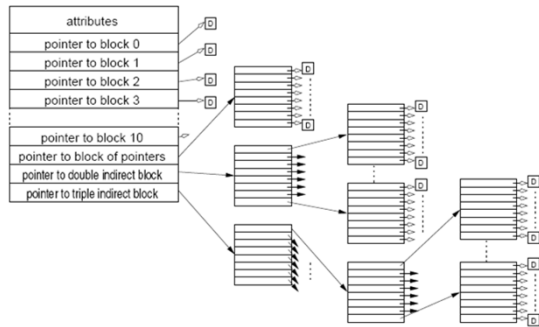 attributes
pointer to block 0
pointer to block 1
pointer to block 2
pointer to block 3
pointer to block 10
pointer to block of pointers
pointer to double indirect block
pointer to triple indirect block
D
D
D
D
D
D
D
D
D
D
D
D
D
D